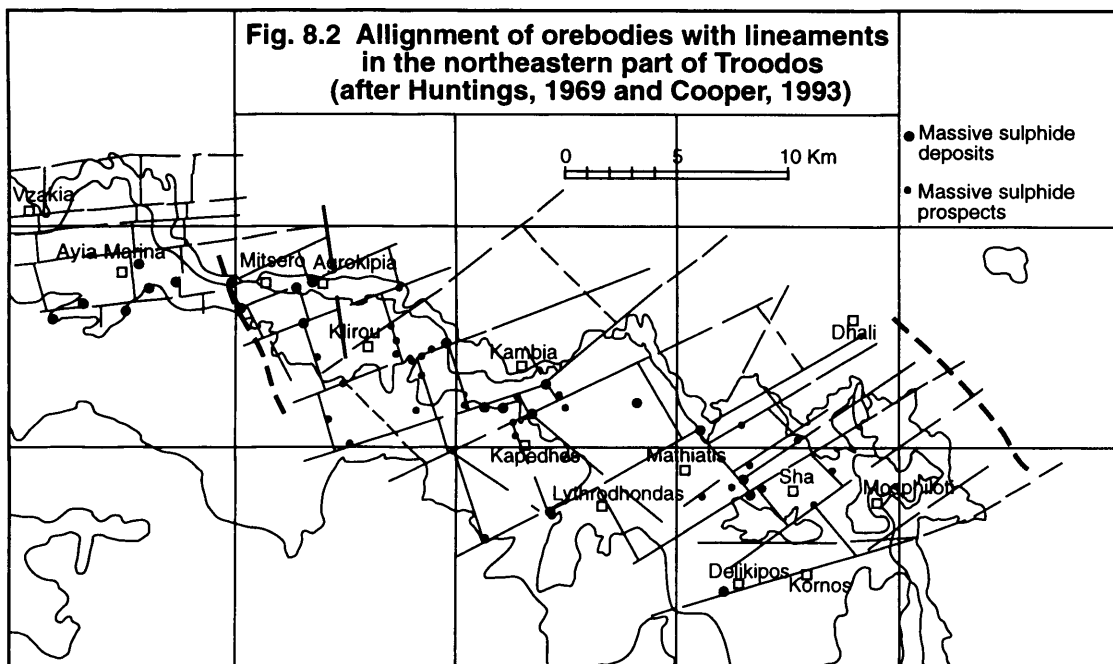 Fig. 8.2 Allignment of orebodies with lineaments
in the northeastern part of Troodos
(after Huntings, 1969 and Cooper, 1993)
Massive sulphide
deposits
0 5 10 Km
Massive sulphide
prospects
Vzakia
Ayia Marina
Mitsero
Agrokipia
Klirou
Kambia
Dhali
Kapedhes
Mathiatis
Sha
Lythrodhondas
Mosphiloti
Delikipos
Kornos